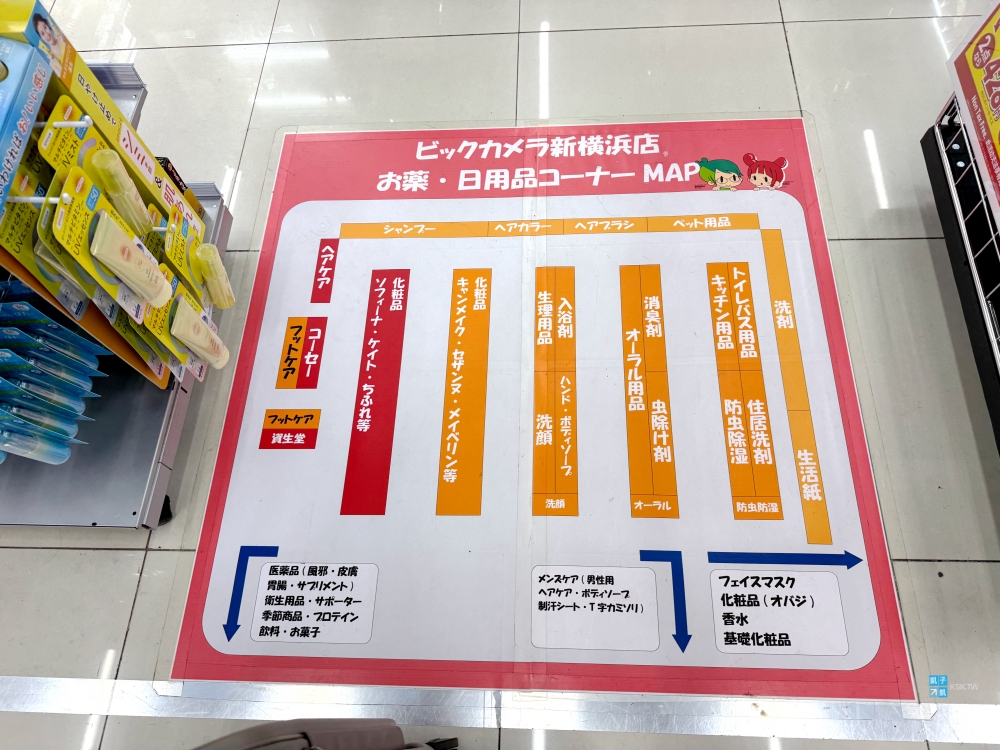 ビックカメラ新横浜店
お薬・日用品コーナー MAP
シャンプー
ヘアカラー
ヘアブラシ
ペット用品
ヘアケア
コーセー
フットケア
フットケア
資生堂
化粧品
ソフィーナ・ケイト・ちふれ等
化粧品
キャンメイク・セザンヌ・メイベリン等
入浴剤
生理用品
ハンド・ボディソープ
洗顔
洗顔
消臭剤
オーラル用品
虫除け剤
オーラル
トイレバス用品
キッチン用品
住居洗剤
防虫除湿
防虫防湿
洗剤
生活紙
医薬品(風邪・皮膚
胃腸・サプリメント)
衛生用品・サポーター
季節商品・プロテイン
飲料・お菓子
メンズケア(男性用
ヘアケア・ボディソープ
制汗シート・T字カミソリ)
フェイスマスク
化粧品(オバジ)
香水
基礎化粧品
日やけ止めで
UVミスト